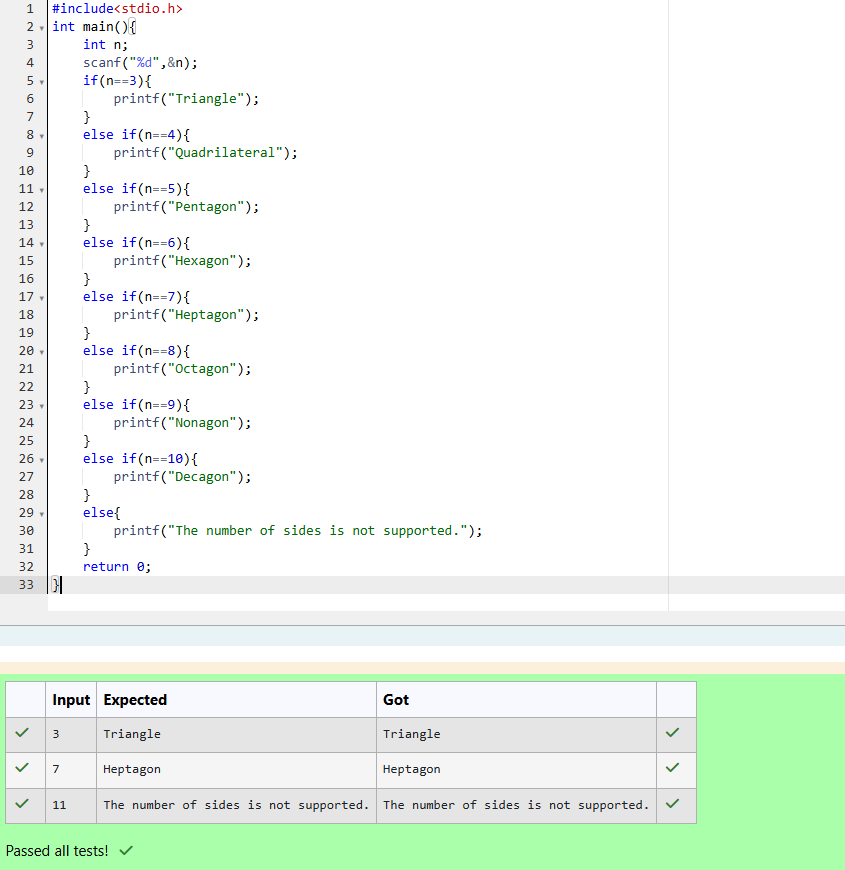 1 #include<stdio.h>
2 int main(){
3 int n;
4 scanf("%d",&n);
5 if(n==3){
6 printf("Triangle");
7 }
8 else if(n==4){
9 printf("Quadrilateral");
10 }
11 else if(n==5){
12 printf("Pentagon");
13 }
14 else if(n==6){
15 printf("Hexagon");
16 }
17 else if(n==7){
18 printf("Heptagon");
19 }
20 else if(n==8){
21 printf("Octagon");
22 }
23 else if(n==9){
24 printf("Nonagon");
25 }
26 else if(n==10){
27 printf("Decagon");
28 }
29 else{
30 printf("The number of sides is not supported.");
31 }
32 return 0;
33 }
Input Expected Got
3 Triangle Triangle
7 Heptagon Heptagon
11 The number of sides is not supported. The number of sides is not supported.
Passed all tests!